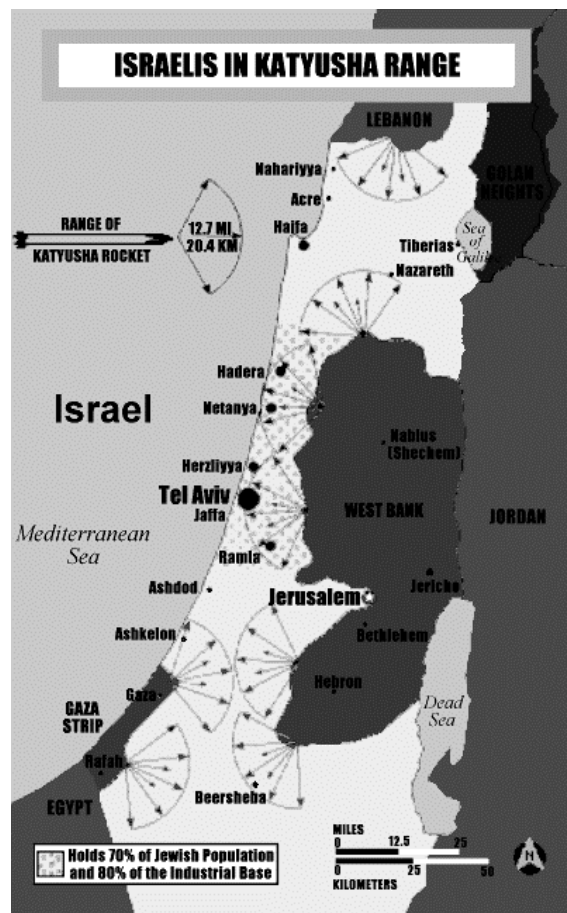 ISRAELIS IN KATYUSHA RANGE
LEBANON
GOLAN
HEIGHTS
Nahariyya
Acre
Haifa
RANGE OF
KATYUSHA ROCKET
12.7 MI
20.4 KM
Tiberias
Sea
of
Galil
Nazareth
Hadera
Israel
Netanya
Nablus
(Shechem)
Herzliyya
Tel Aviv
Jaffa
WEST BANK
JORDAN
Mediterranean
Sea
Ramla
Ashdod
Jerusalem
Jericho
Ashkelon
Bethlehem
Gaza
Hebron
Dead
Sea
GAZA
STRIP
Rafah
EGYPT
Beersheba
Holds 70% of Jewish Population
and 80% of the Industrial Base
MILES
0 12.5 25
0 25 50
KILOMETERS
N